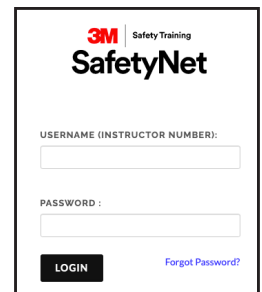 3M Safety Training
SafetyNet
USERNAME (INSTRUCTOR NUMBER):
PASSWORD :
LOGIN Forgot Password?